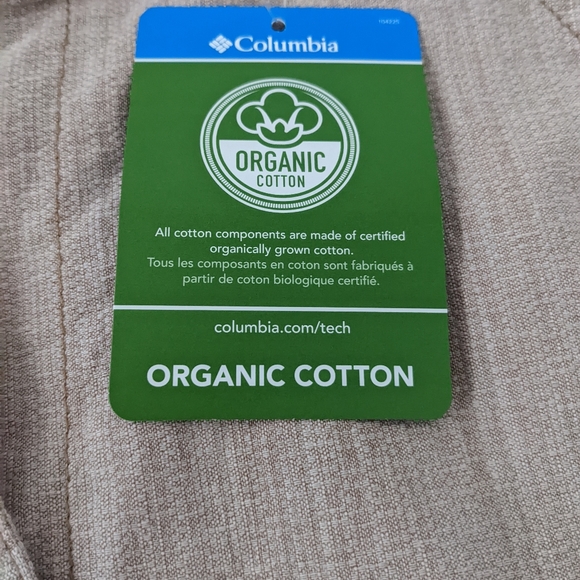 Columbia
ORGANIC
COTTON
All cotton components are made of certified
organically grown cotton.
Tous les composants en coton sont fabriqués à
partir de coton biologique certifié.
columbia.com/tech
ORGANIC COTTON